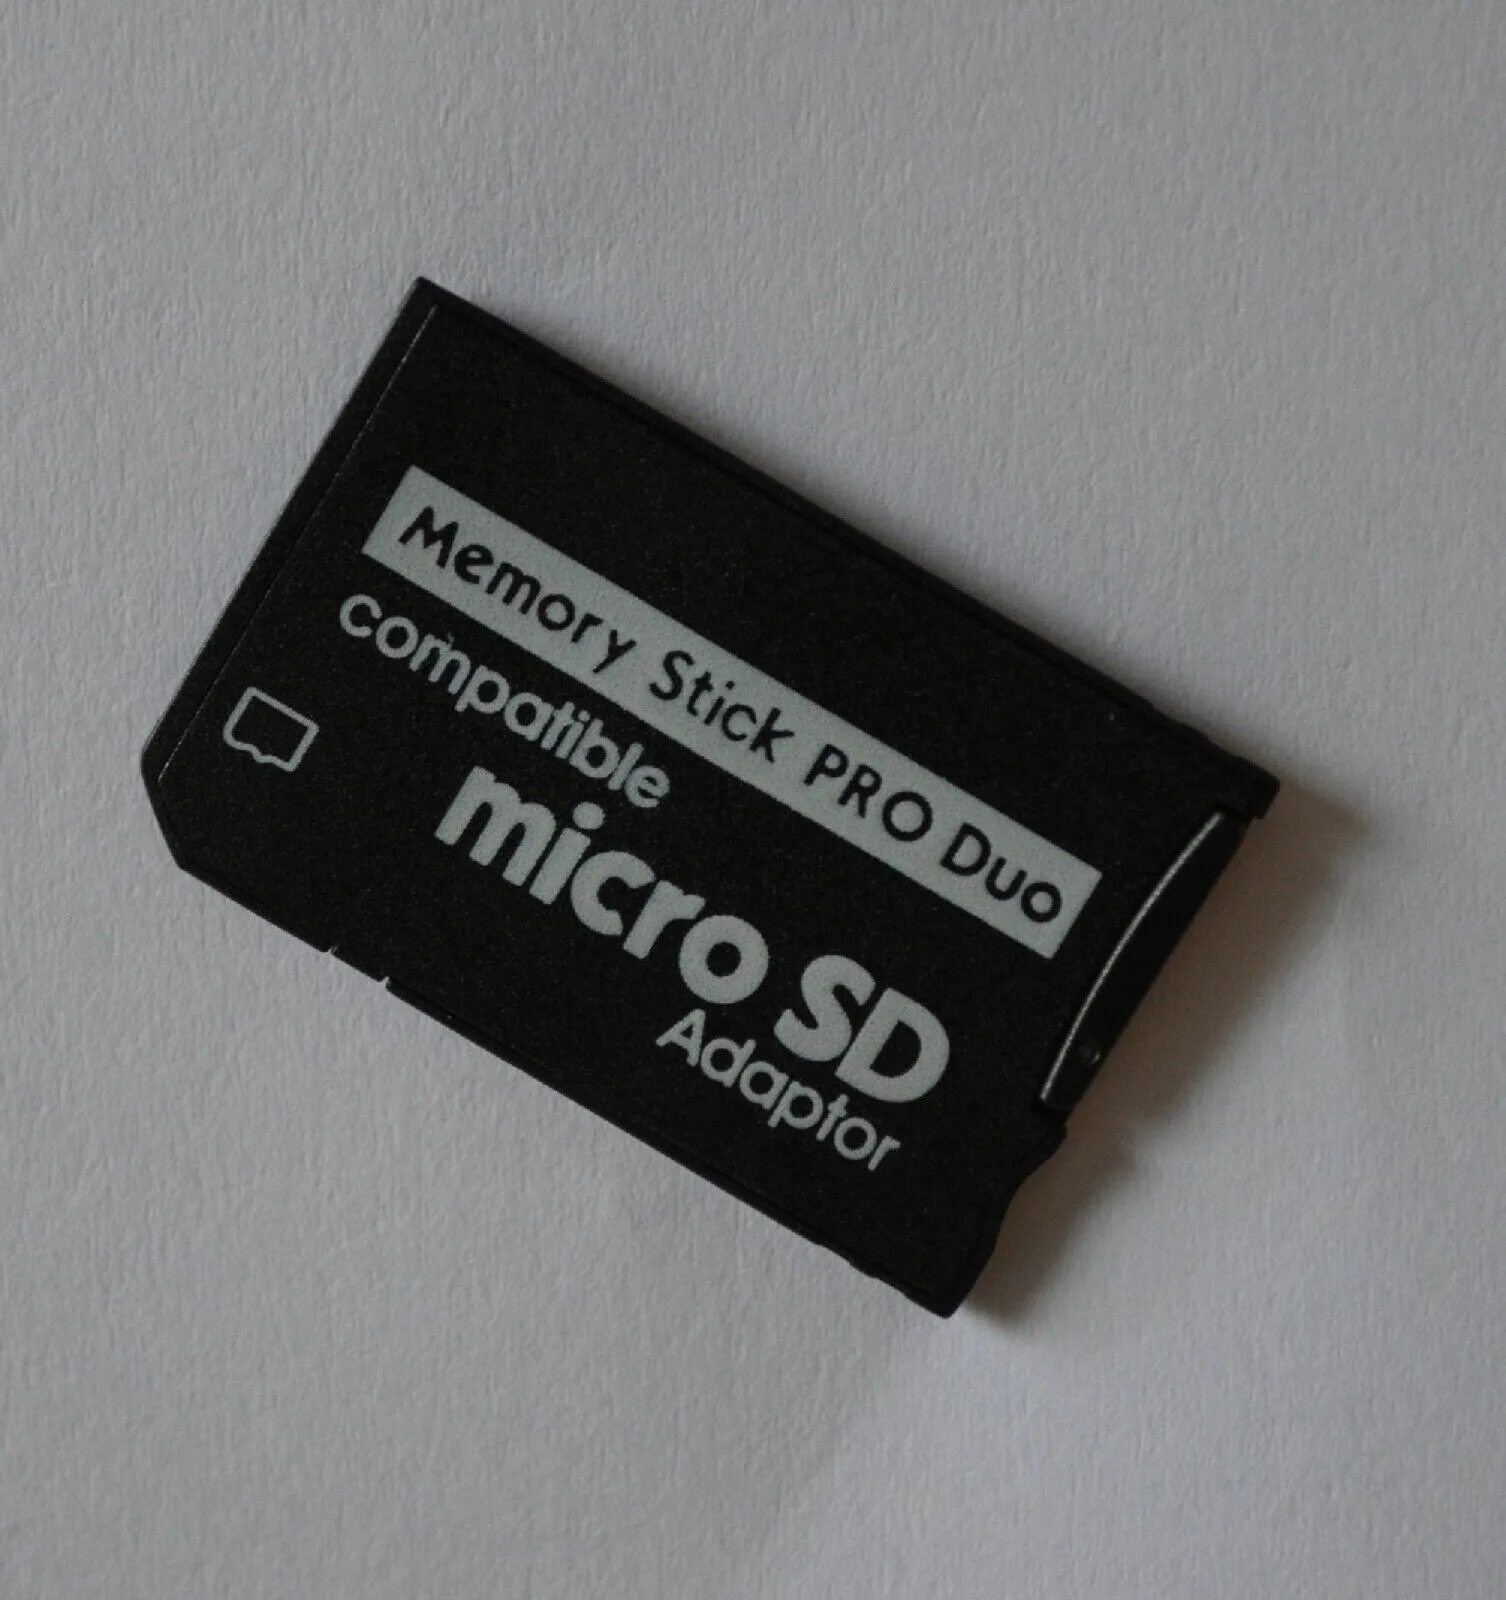 Memory Stick PRO Duo
compatible
micro SD
Adaptor